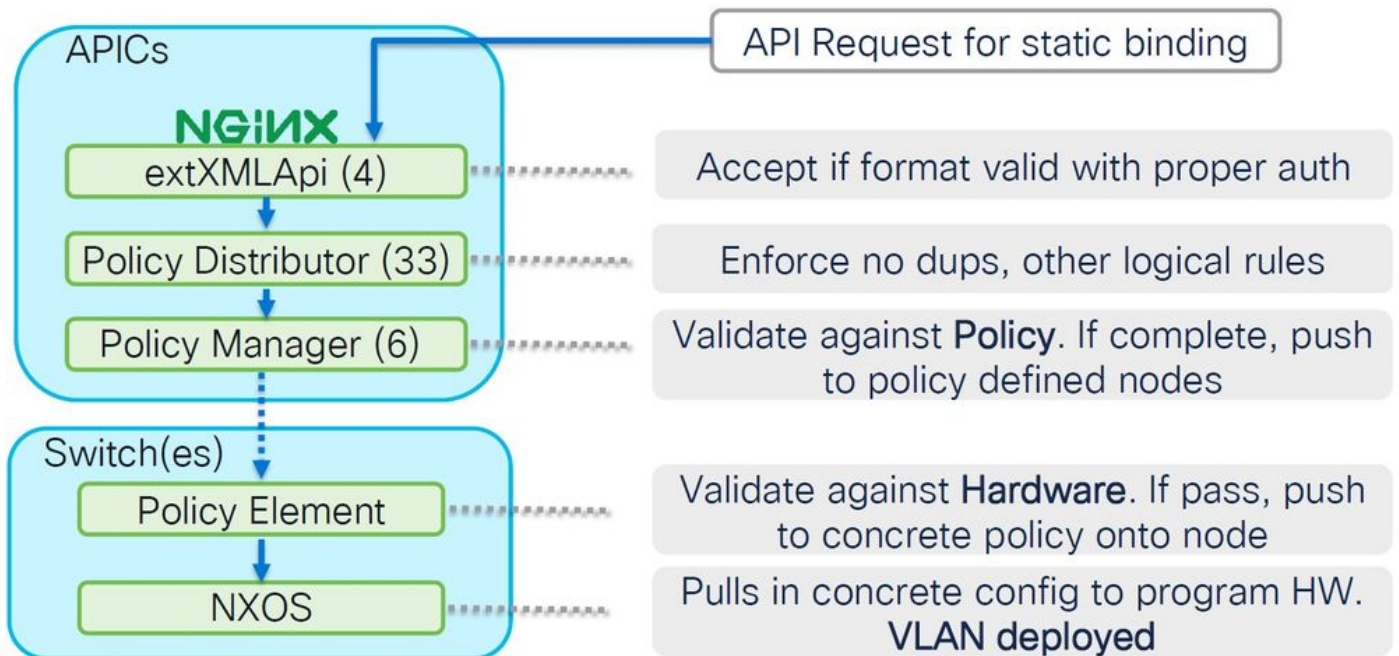 API Request for static binding
APICs
NGiNX
extXMLApi (4)
Accept if format valid with proper auth
Policy Distributor (33)
Enforce no dups, other logical rules
Policy Manager (6)
Validate against Policy. If complete, push
to policy defined nodes
Switch(es)
Policy Element
Validate against Hardware. If pass, push
to concrete policy onto node
NXOS
Pulls in concrete config to program HW.
VLAN deployed